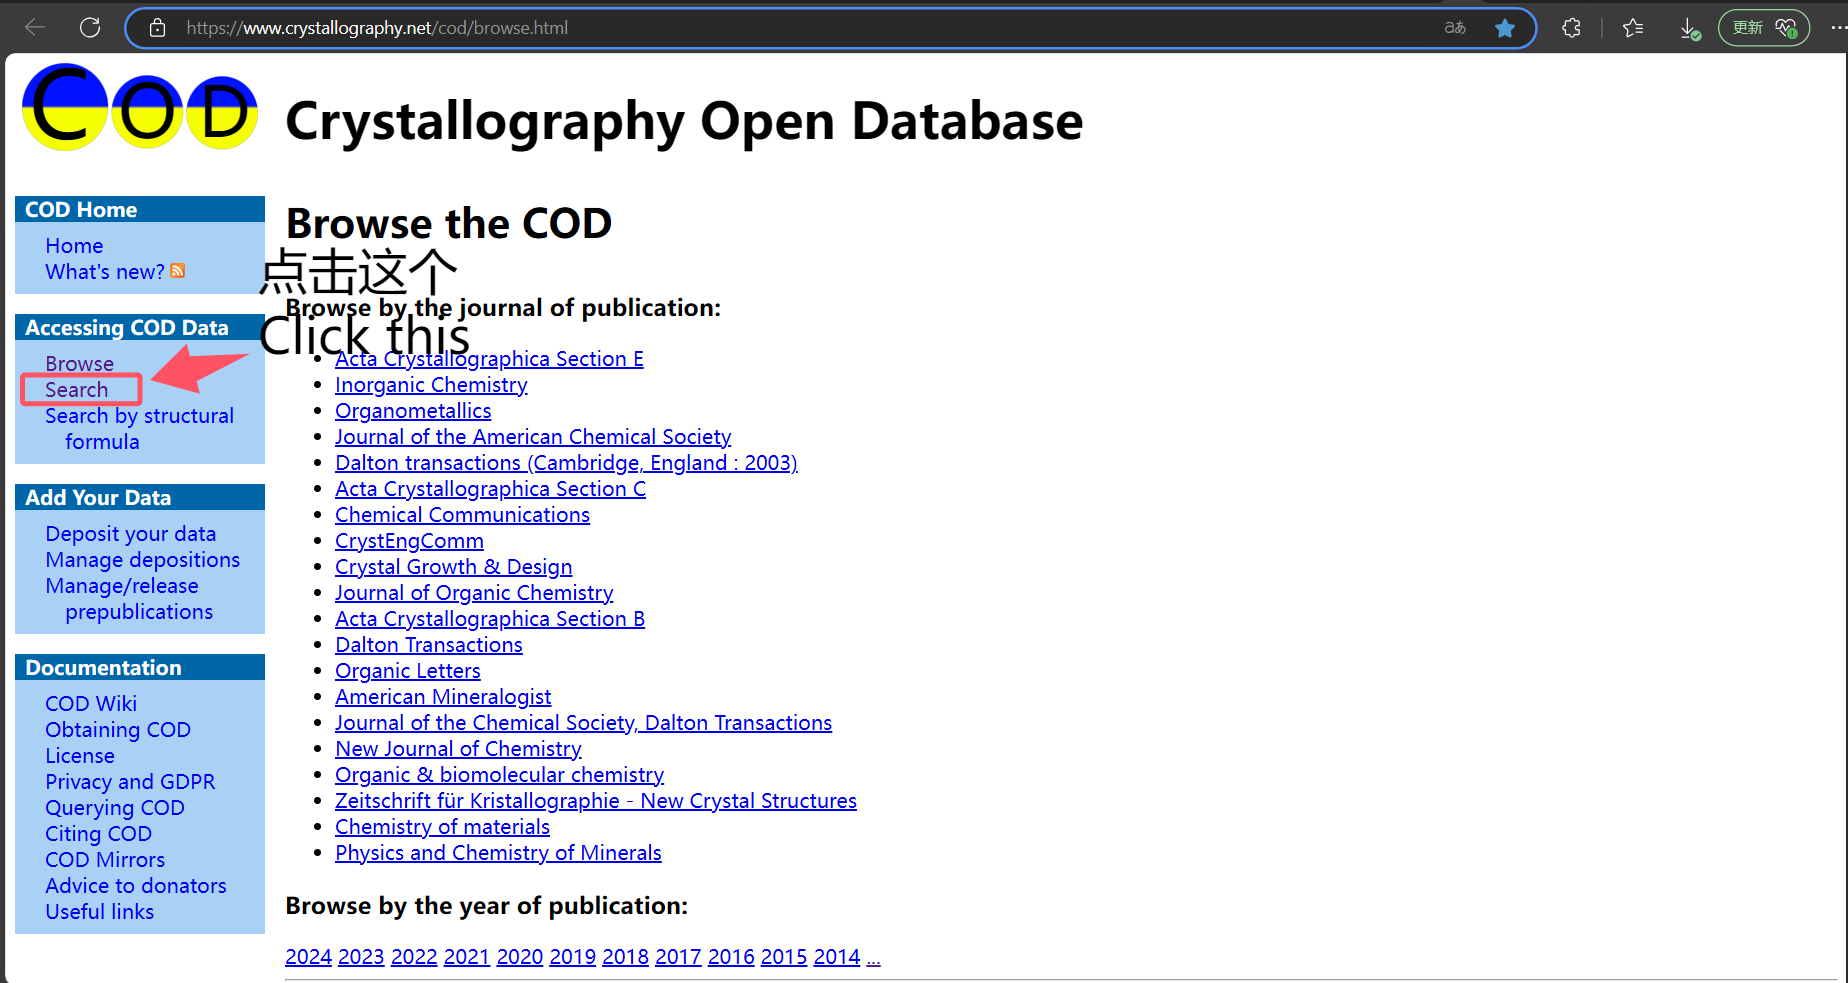 https://www.crystallography.net/cod/browse.html
aあ
更新
COD
Crystallography Open Database
COD Home
Home
What's new?
Accessing COD Data
Browse
Search
Search by structural
formula
Add Your Data
Deposit your data
Manage depositions
Manage/release
prepublications
Documentation
COD Wiki
Obtaining COD
License
Privacy and GDPR
Querying COD
Citing COD
COD Mirrors
Advice to donators
Useful links
Browse the COD
点击这个
Click this
Browse by the journal of publication:
Acta Crystallographica Section E
Inorganic Chemistry
Organometallics
Journal of the American Chemical Society
Dalton transactions (Cambridge, England : 2003)
Acta Crystallographica Section C
Chemical Communications
CrystEngComm
Crystal Growth & Design
Journal of Organic Chemistry
Acta Crystallographica Section B
Dalton Transactions
Organic Letters
American Mineralogist
Journal of the Chemical Society, Dalton Transactions
New Journal of Chemistry
Organic & biomolecular chemistry
Zeitschrift für Kristallographie - New Crystal Structures
Chemistry of materials
Physics and Chemistry of Minerals
Browse by the year of publication:
2024 2023 2022 2021 2020 2019 2018 2017 2016 2015 2014 ...